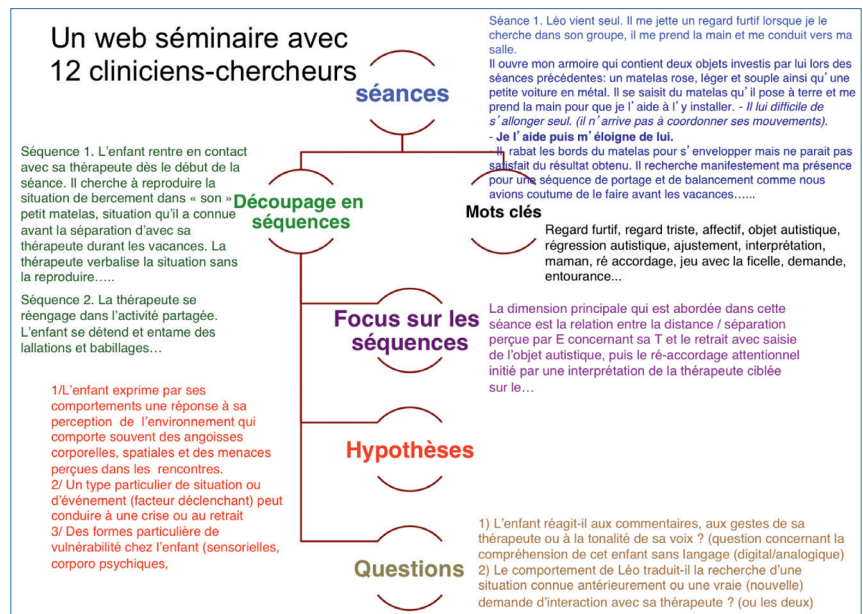 Un web séminaire avec
12 cliniciens-chercheurs
séances
Séance 1. Léo vient seul. Il me jette un regard furtif lorsque je le
cherche dans son groupe, il me prend la main et me conduit vers ma
salle.
Il ouvre mon armoire qui contient deux objets investis par lui lors des
séances précédentes: un matelas rose, léger et souple ainsi qu'une
petite voiture en métal. Il se saisit du matelas qu'il pose à terre et me
prend la main pour que je l'aide à l'y installer. - Il lui difficile de
s'allonger seul. (il n'arrive pas à coordonner ses mouvements).
- Je l'aide puis m'éloigne de lui.
- Il rabat les bords du matelas pour s'envelopper mais ne parait pas
satisfait du résultat obtenu. Il recherche manifestement ma présence
pour une séquence de portage et de balancement comme nous
avions coutume de le faire avant les vacances…...
Séquence 1. L'enfant rentre en contact
avec sa thérapeute dès le début de la
séance. Il cherche à reproduire la
situation de bercement dans « son »
petit matelas, situation qu'il a connue
avant la séparation d'avec sa
thérapeute durant les vacances. La
thérapeute verbalise la situation sans
la reproduire…..
Séquence 2. La thérapeute se
réengage dans l'activité partagée.
L'enfant se détend et entame des
lallations et babillages…
Découpage en
séquences
Mots clés
Regard furtif, regard triste, affectif, objet autistique,
régression autistique, ajustement, interprétation,
maman, ré accordage, jeu avec la ficelle, demande,
entourance...
Focus sur les
séquences
La dimension principale qui est abordée dans cette
séance est la relation entre la distance / séparation
perçue par E concernant sa T et le retrait avec saisie
de l'objet autistique, puis le ré-accordage attentionnel
initié par une interprétation de la thérapeute ciblée
sur le…
1/L'enfant exprime par ses
comportements une réponse à sa
perception de l'environnement qui
comporte souvent des angoisses
corporelles, spatiales et des menaces
perçues dans les rencontres.
2/ Un type particulier de situation ou
d'événement (facteur déclenchant) peut
conduire à une crise ou au retrait
3/ Des formes particulière de
vulnérabilité chez l'enfant (sensorielles,
corporo psychiques,
Hypothèses
Questions
1) L'enfant réagit-il aux commentaires, aux gestes de sa
thérapeute ou à la tonalité de sa voix ? (question concernant la
compréhension de cet enfant sans langage (digital/analogique)
2) Le comportement de Léo traduit-il la recherche d'une
situation connue antérieurement ou une vraie (nouvelle)
demande d'interaction avec sa thérapeute ? (ou les deux)